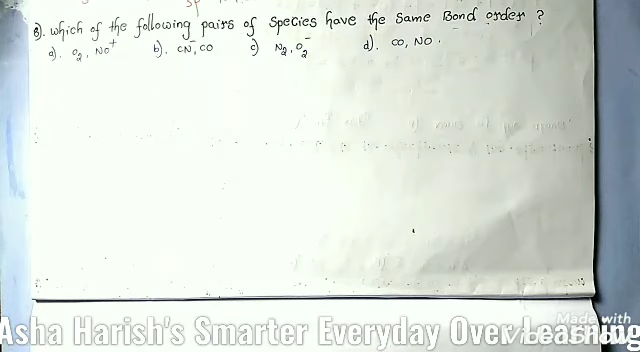 8). which of the following pairs of species have the same Bond order ?
a). O₂, NO⁺ b). CN⁻, CO c) N₂, O₂⁻ d). CO, NO.
Made with
Asha Harish's Smarter Everyday Over Learning